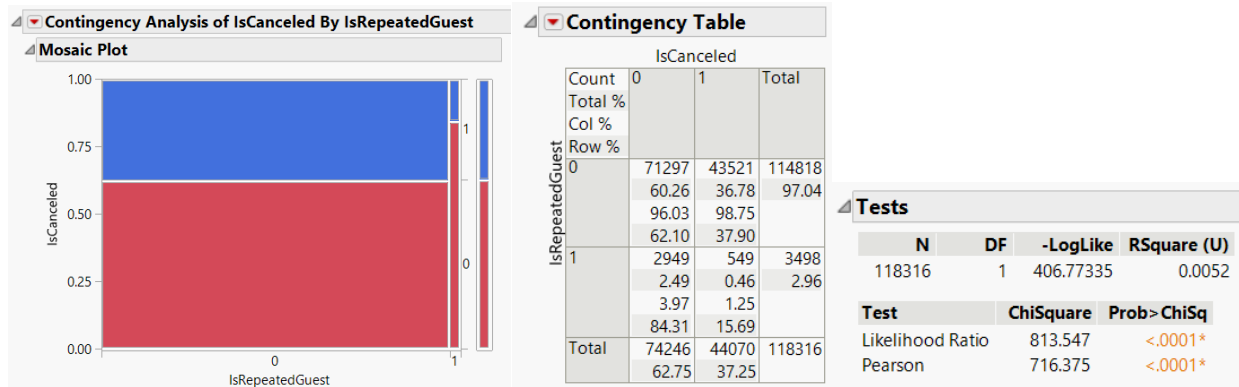 Contingency Analysis of IsCanceled By IsRepeatedGuest
Mosaic Plot
1.00
0.75
0.50
0.25
0.00
IsCanceled
1
0
0 1
IsRepeatedGuest
Contingency Table
IsCanceled
Count 0 1 Total
Total %
Col %
Row %
IsRepeatedGuest
0 71297 43521 114818
60.26 36.78 97.04
96.03 98.75
62.10 37.90
1 2949 549 3498
2.49 0.46 2.96
3.97 1.25
84.31 15.69
Total 74246 44070 118316
62.75 37.25
Tests
N DF -LogLike RSquare (U)
118316 1 406.77335 0.0052
Test ChiSquare Prob>ChiSq
Likelihood Ratio 813.547 <.0001*
Pearson 716.375 <.0001*